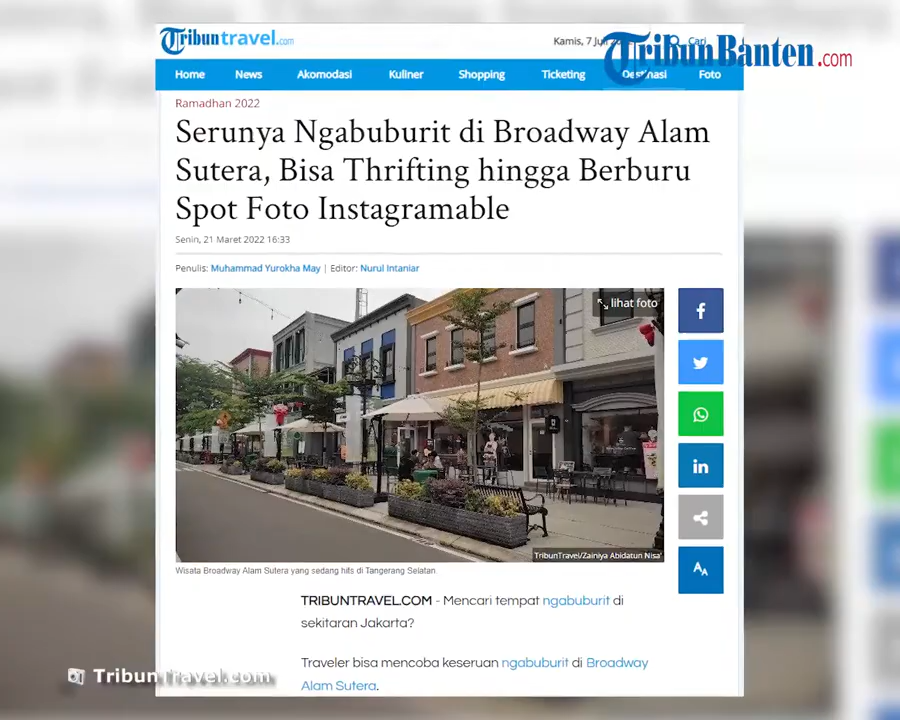 Tribuntravel.com
Kamis, 7 Jul
Cari
TribunBanten.com
Home News Akomodasi Kuliner Shopping Ticketing Destinasi Foto
Ramadhan 2022
Serunya Ngabuburit di Broadway Alam
Sutera, Bisa Thrifting hingga Berburu
Spot Foto Instagramable
Senin, 21 Maret 2022 16:33
Penulis: Muhammad Yurokha May | Editor: Nurul Intaniar
lihat foto
TribunTravel/Zainiya Abidatun Nisa'
Wisata Broadway Alam Sutera yang sedang hits di Tangerang Selatan.
TRIBUNTRAVEL.COM - Mencari tempat ngabuburit di
sekitaran Jakarta?
Traveler bisa mencoba keseruan ngabuburit di Broadway
Alam Sutera.
TribunTravel.com